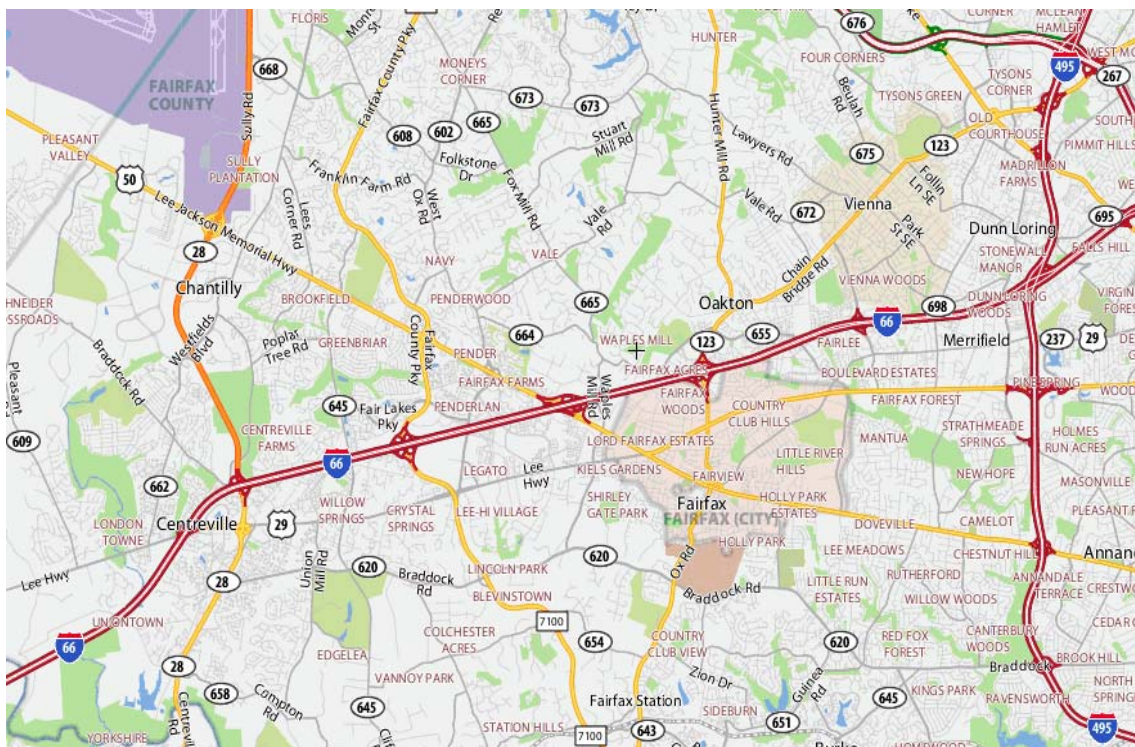 FLORIS
Monroe
St
HUNTER
676
CORNER
MCLEAN
HAMLET
FOUR CORNERS
WEST MC
495
267
668
FAIRFAX
COUNTY
Sully Rd
Fairfax County Pky
MONEYS
CORNER
673
673
TYSONS
CORNER
TYSONS GREEN
Beulah
Rd
608
602
665
Stuart
Mill Rd
Hunter Mill Rd
OLD
COURTHOUSE
SOUTH
PLEASANT
VALLEY
Lawyers Rd
123
PIMMIT HILLS
675
MADRILLON
FARMS
50
SULLY
PLANTATION
Franklin Farm Rd
Folkstone
Dr
Fox Mill Rd
Follin
Ln SE
Lee Jackson Memorial Hwy
Lees
Corner Rd
West
Ox Rd
Vale
Rd
Vale Rd
672
Vienna
Park
St SE
695
Dunn Loring
28
NAVY
VALE
STONEWALL
MANOR
FALLS HILL
Chantilly
Chain
Bridge Rd
VIENNA WOODS
BROOKFIELD
PENDERWOOD
665
Oakton
698
DUNN LORING
WOODS
Westfields
Blvd
Poplar
Tree Rd
GREENBRIAR
Fairfax
County Pky
664
WAPLES MILL
123
655
66
FAIRLEE
Merrifield
237
29
Braddock Rd
PENDER
FAIRFAX FARMS
FAIRFAX ACRES
BOULEVARD ESTATES
Pleasant
Waples
Mill Rd
FAIRFAX
WOODS
PINE SPRING
645
Fair Lakes
Pky
PENDERLAN
COUNTRY
CLUB HILLS
FAIRFAX FOREST
609
CENTREVILLE
FARMS
LORD FAIRFAX ESTATES
MANTUA
STRATHMEADE
SPRINGS
HOLMES
RUN ACRES
66
LEGATO
Lee
Hwy
KIELS GARDENS
LITTLE RIVER
HILLS
662
FAIRVIEW
NEW HOPE
MASONVILLE
LONDON
TOWNE
Centreville
29
WILLOW
SPRINGS
CRYSTAL
SPRINGS
LEE-HI VILLAGE
SHIRLEY
GATE PARK
Fairfax
HOLLY PARK
ESTATES
FAIRFAX (CITY)
DOVEVILLE
CAMELOT
HOLLY PARK
Lee Hwy
28
Union
Mill Rd
620
Braddock
Rd
LINCOLN PARK
620
Ox Rd
LEE MEADOWS
CHESTNUT HILL
BLEVINSTOWN
Braddock Rd
LITTLE RUN
ESTATES
RUTHERFORD
WILLOW WOODS
ANNANDALE
TERRACE
UNIONTOWN
7100
66
EDGELEA
COLCHESTER
ACRES
654
COUNTRY
CLUB VIEW
620
RED FOX
FOREST
CANTERBURY
WOODS
28
Zion Dr
Guinea
Rd
Braddock
BROOK HILL
658
Compton
Rd
VANNOY PARK
645
Fairfax Station
SIDEBURN
645
KINGS PARK
RAVENSWORTH
NORTH
Centreville
Rd
STATION HILLS
643
651
495
7100
YORKSHIRE